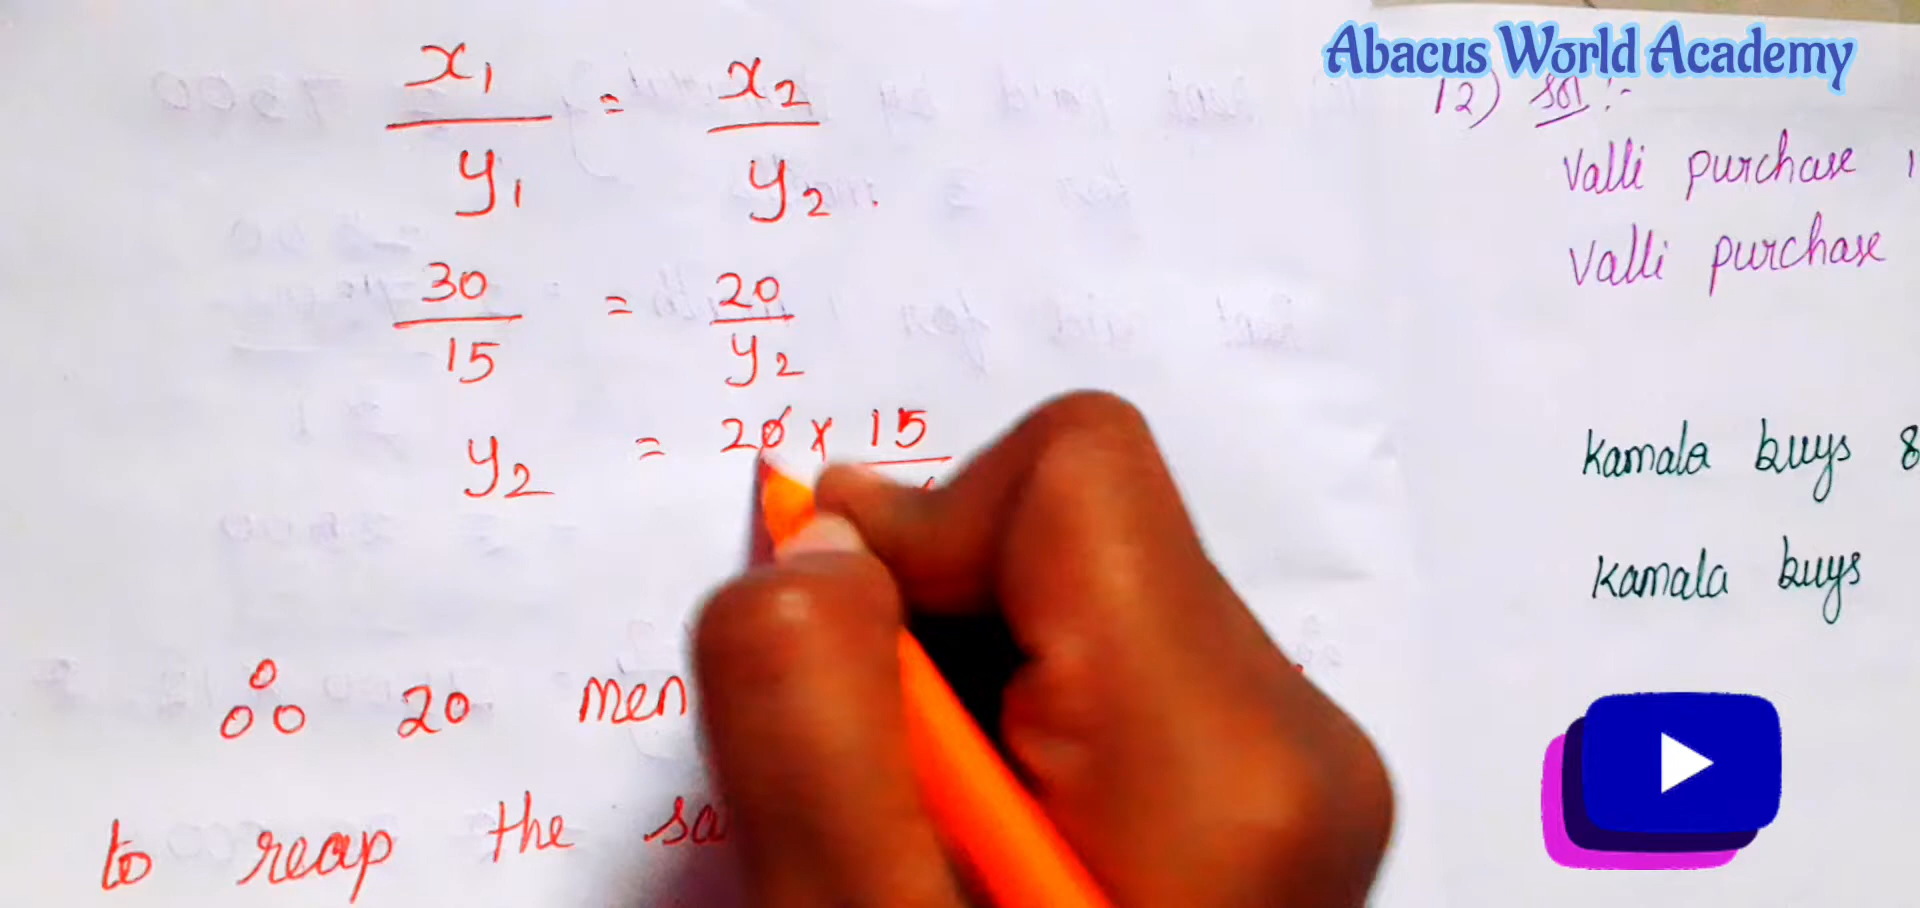 Abacus World Academy
x₁ / y₁ = x₂ / y₂.
30 / 15 = 20 / y₂
y₂ = 20 × 15
∴ 20 men
to reap the
12) Sol :-
Valli purchase
Valli purchase
Kamala buys 8
Kamala buys